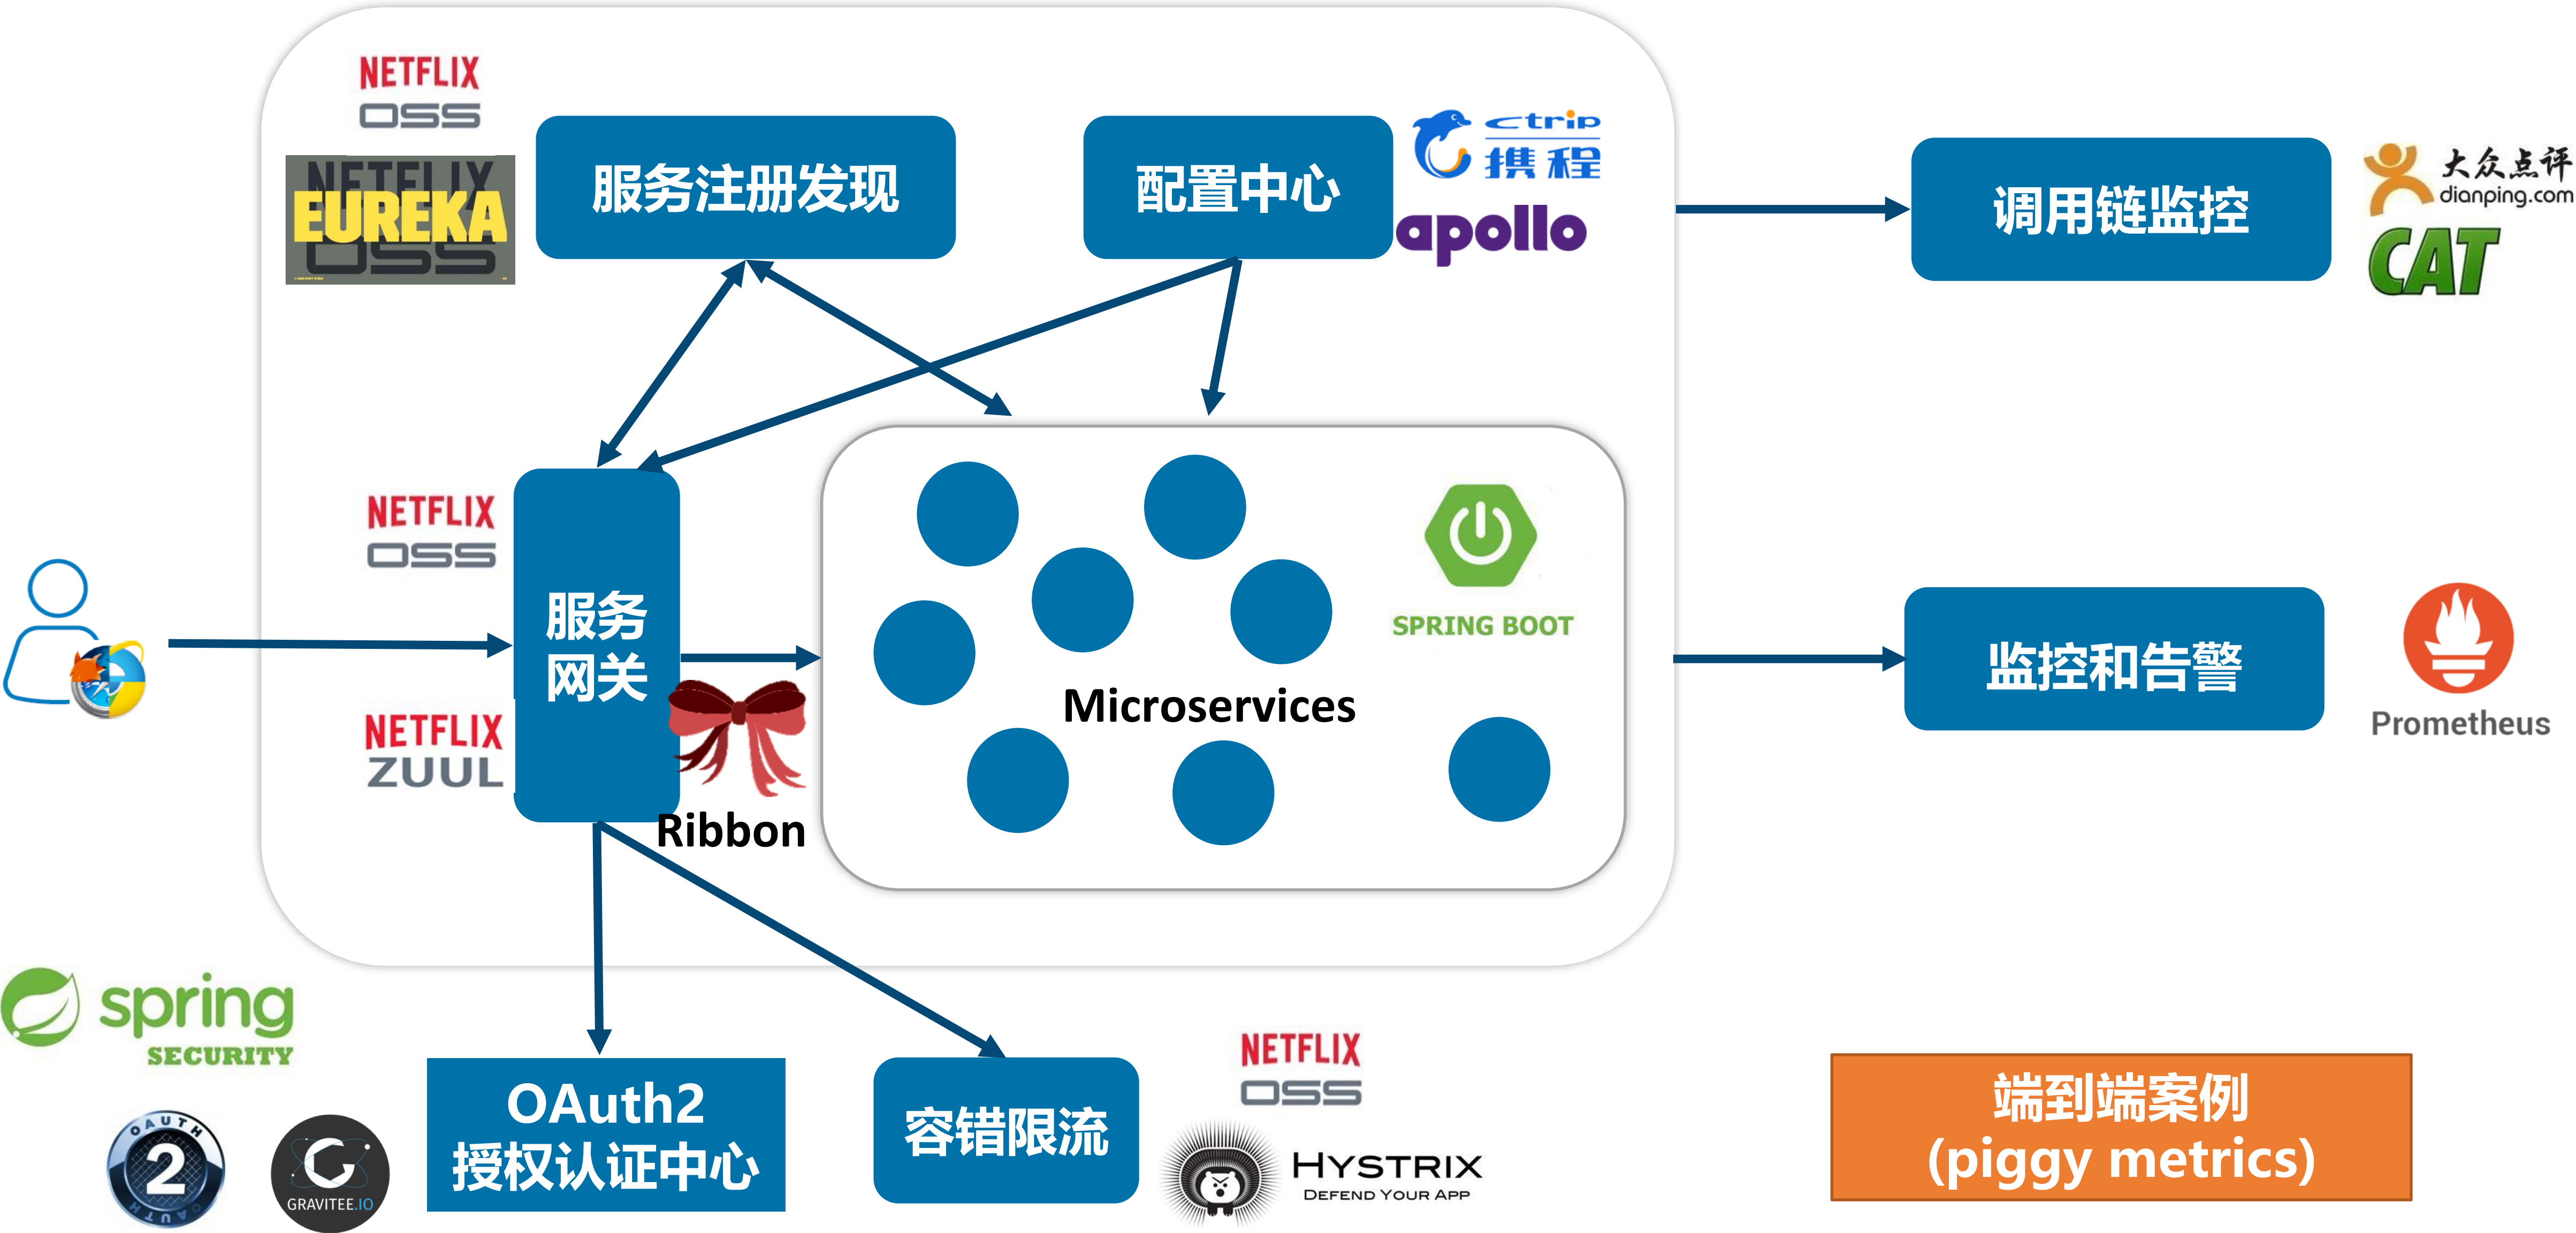 NETFLIX
OSS
NETFLIX
EUREKA
OSS
服务注册发现
配置中心
ctrip
携程
apollo
调用链监控
大众点评
dianping.com
CAT
NETFLIX
OSS
服务
网关
NETFLIX
ZUUL
Ribbon
SPRING BOOT
Microservices
监控和告警
Prometheus
spring
SECURITY
OAUTH
2
OAUTH
GRAVITEE.IO
OAuth2
授权认证中心
容错限流
NETFLIX
OSS
HYSTRIX
DEFEND YOUR APP
端到端案例
(piggy metrics)